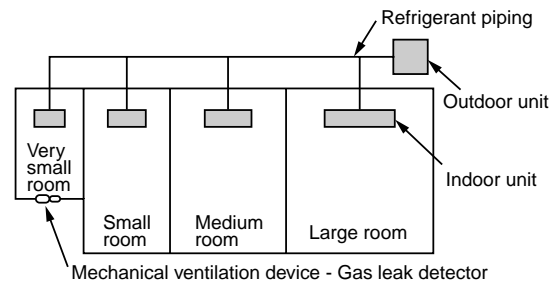 Refrigerant piping
Outdoor unit
Very
small
room
Indoor unit
Small
room
Medium
room
Large room
Mechanical ventilation device - Gas leak detector